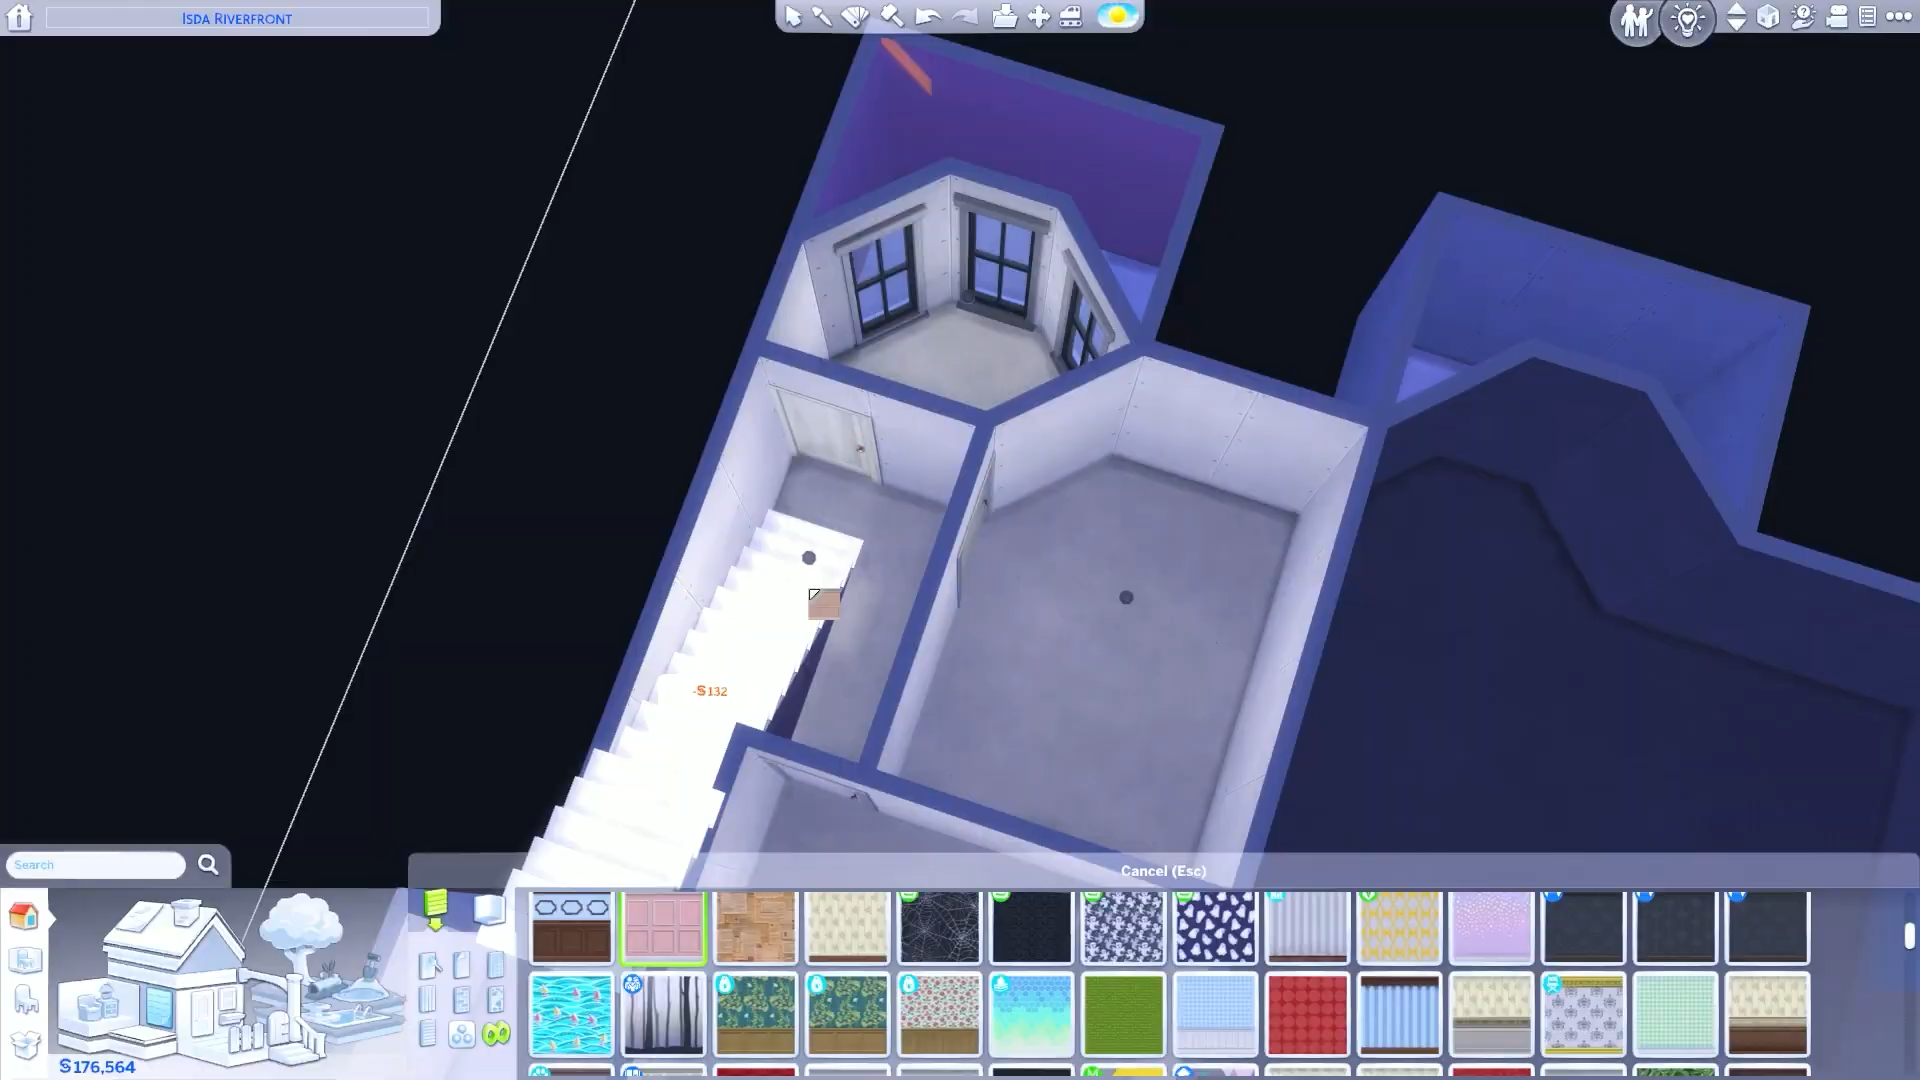 ISDA RIVERFRONT
-§132
Cancel (Esc)
Search
§176,564